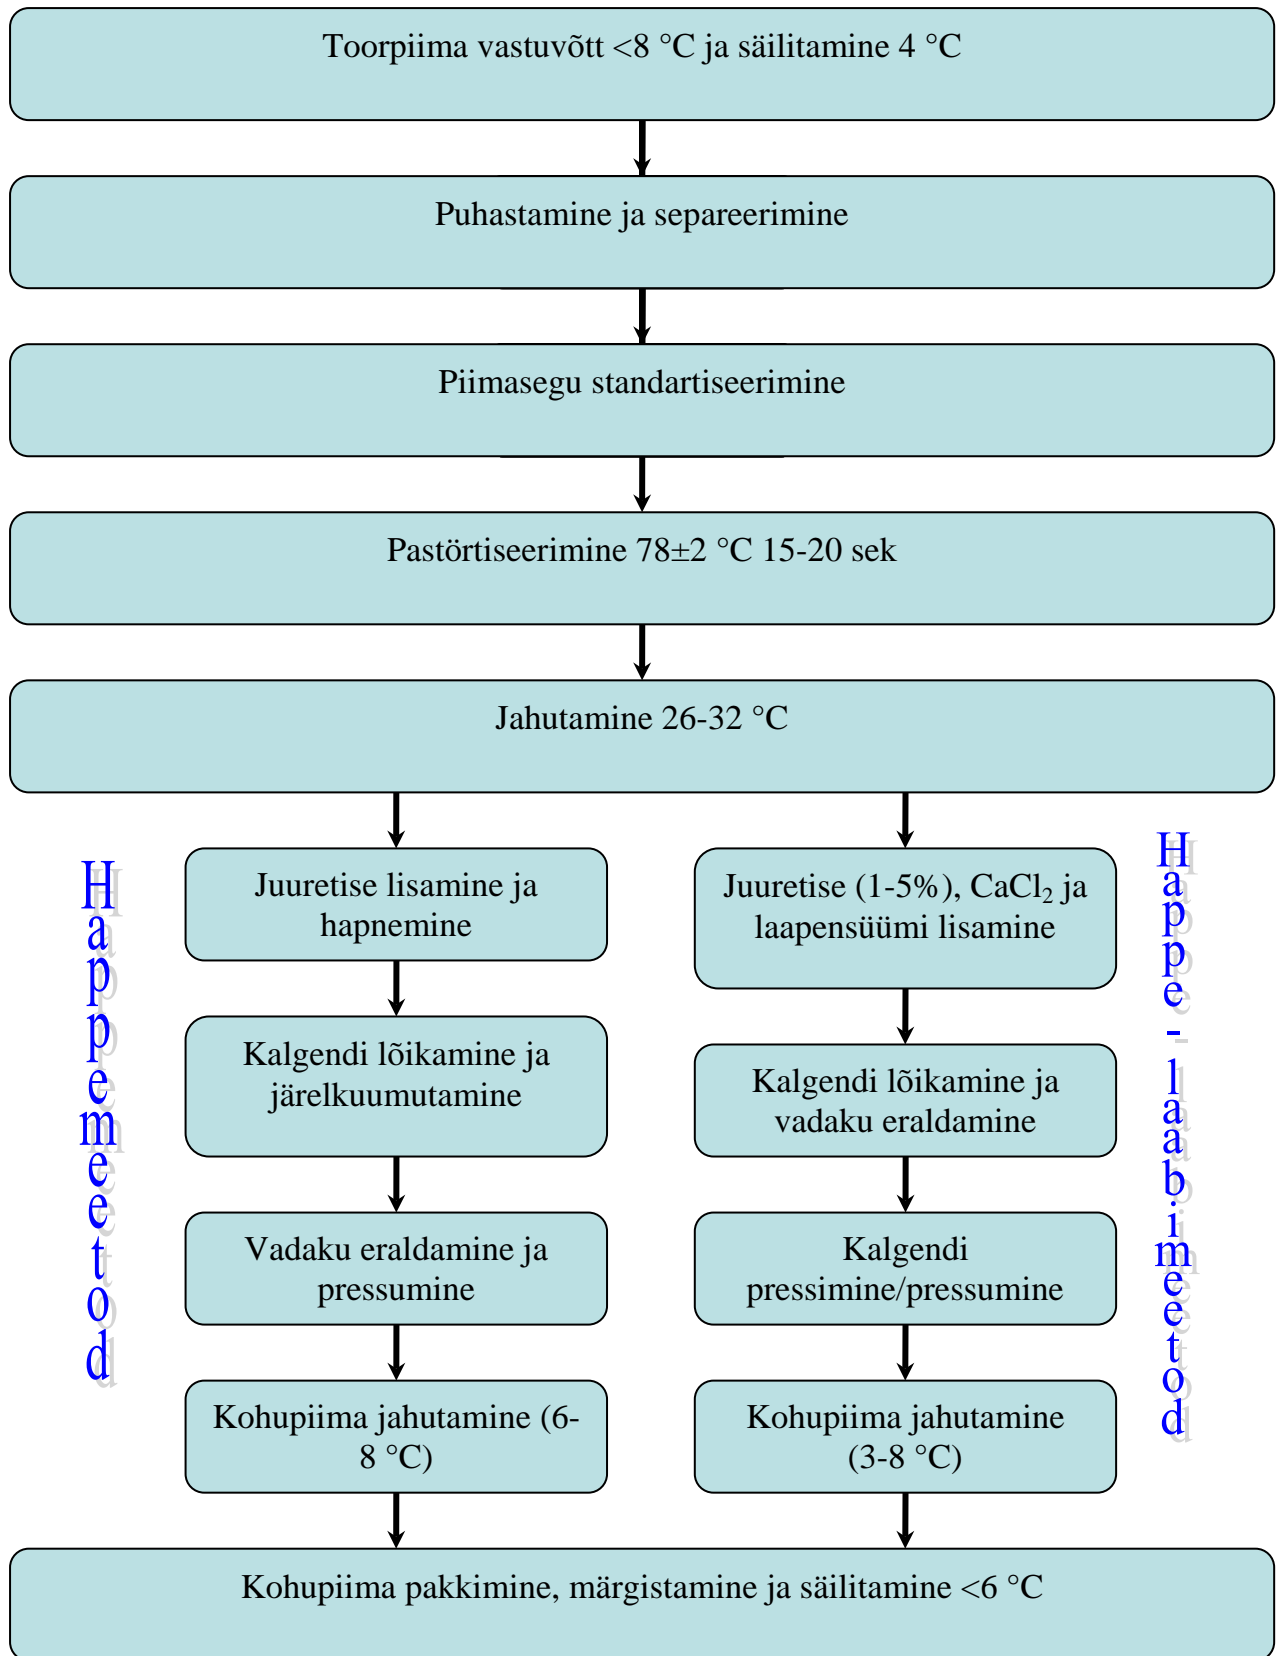 Toorpiima vastuvõtt <8 °C ja säilitamine 4 °C
Puhastamine ja separeerimine
Piimasegu standartiseerimine
Pastörtiseerimine 78±2 °C 15-20 sek
Jahutamine 26-32 °C
Happemeetod
Juuretise lisamine ja
hapnemine
Kalgendi lõikamine ja
järelkuumutamine
Vadaku eraldamine ja
pressumine
Kohupiima jahutamine (6-
8 °C)
Happe-laabimeetod
Juuretise (1-5%), CaCl₂ ja
laapensüümi lisamine
Kalgendi lõikamine ja
vadaku eraldamine
Kalgendi
pressimine/pressumine
Kohupiima jahutamine
(3-8 °C)
Kohupiima pakkimine, märgistamine ja säilitamine <6 °C